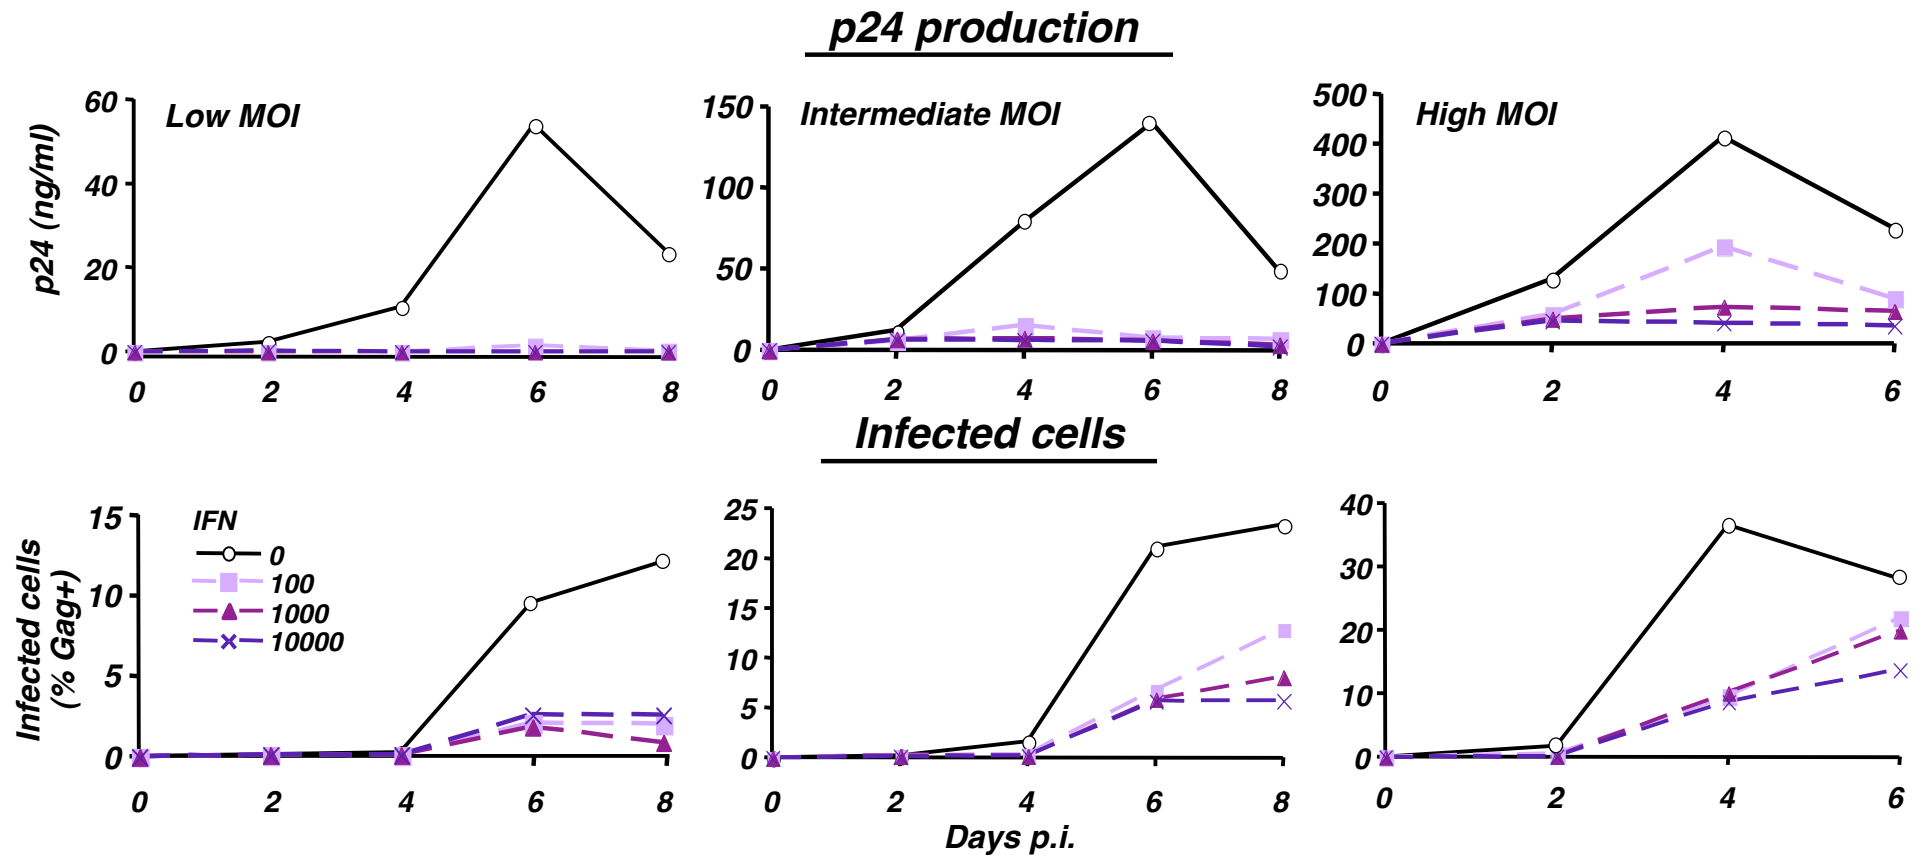 p24 production
Low MOI
Intermediate MOI
High MOI
p24 (ng/ml)
60
40
20
0
0 2 4 6 8
150
100
50
0
0 2 4 6 8
500
400
300
200
100
0
0 2 4 6
Infected cells
Infected cells
(% Gag+)
15
10
5
0
0 2 4 6 8
IFN
0
100
1000
10000
25
20
15
10
5
0
0 2 4 6 8
40
30
20
10
0
0 2 4 6
Days p.i.